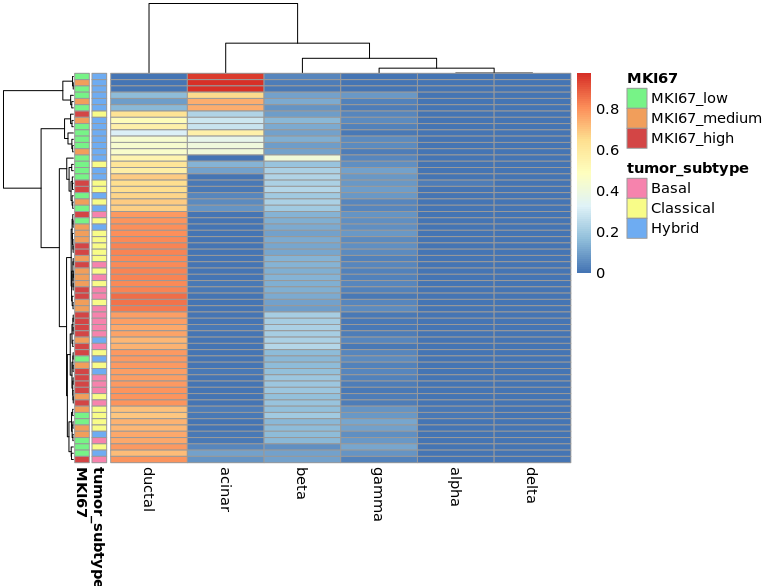 MKI67
MKI67_low
MKI67_medium
MKI67_high
tumor_subtype
Basal
Classical
Hybrid
0.8
0.6
0.4
0.2
0
MKI67
tumor_subtype
ductal
acinar
beta
gamma
alpha
delta